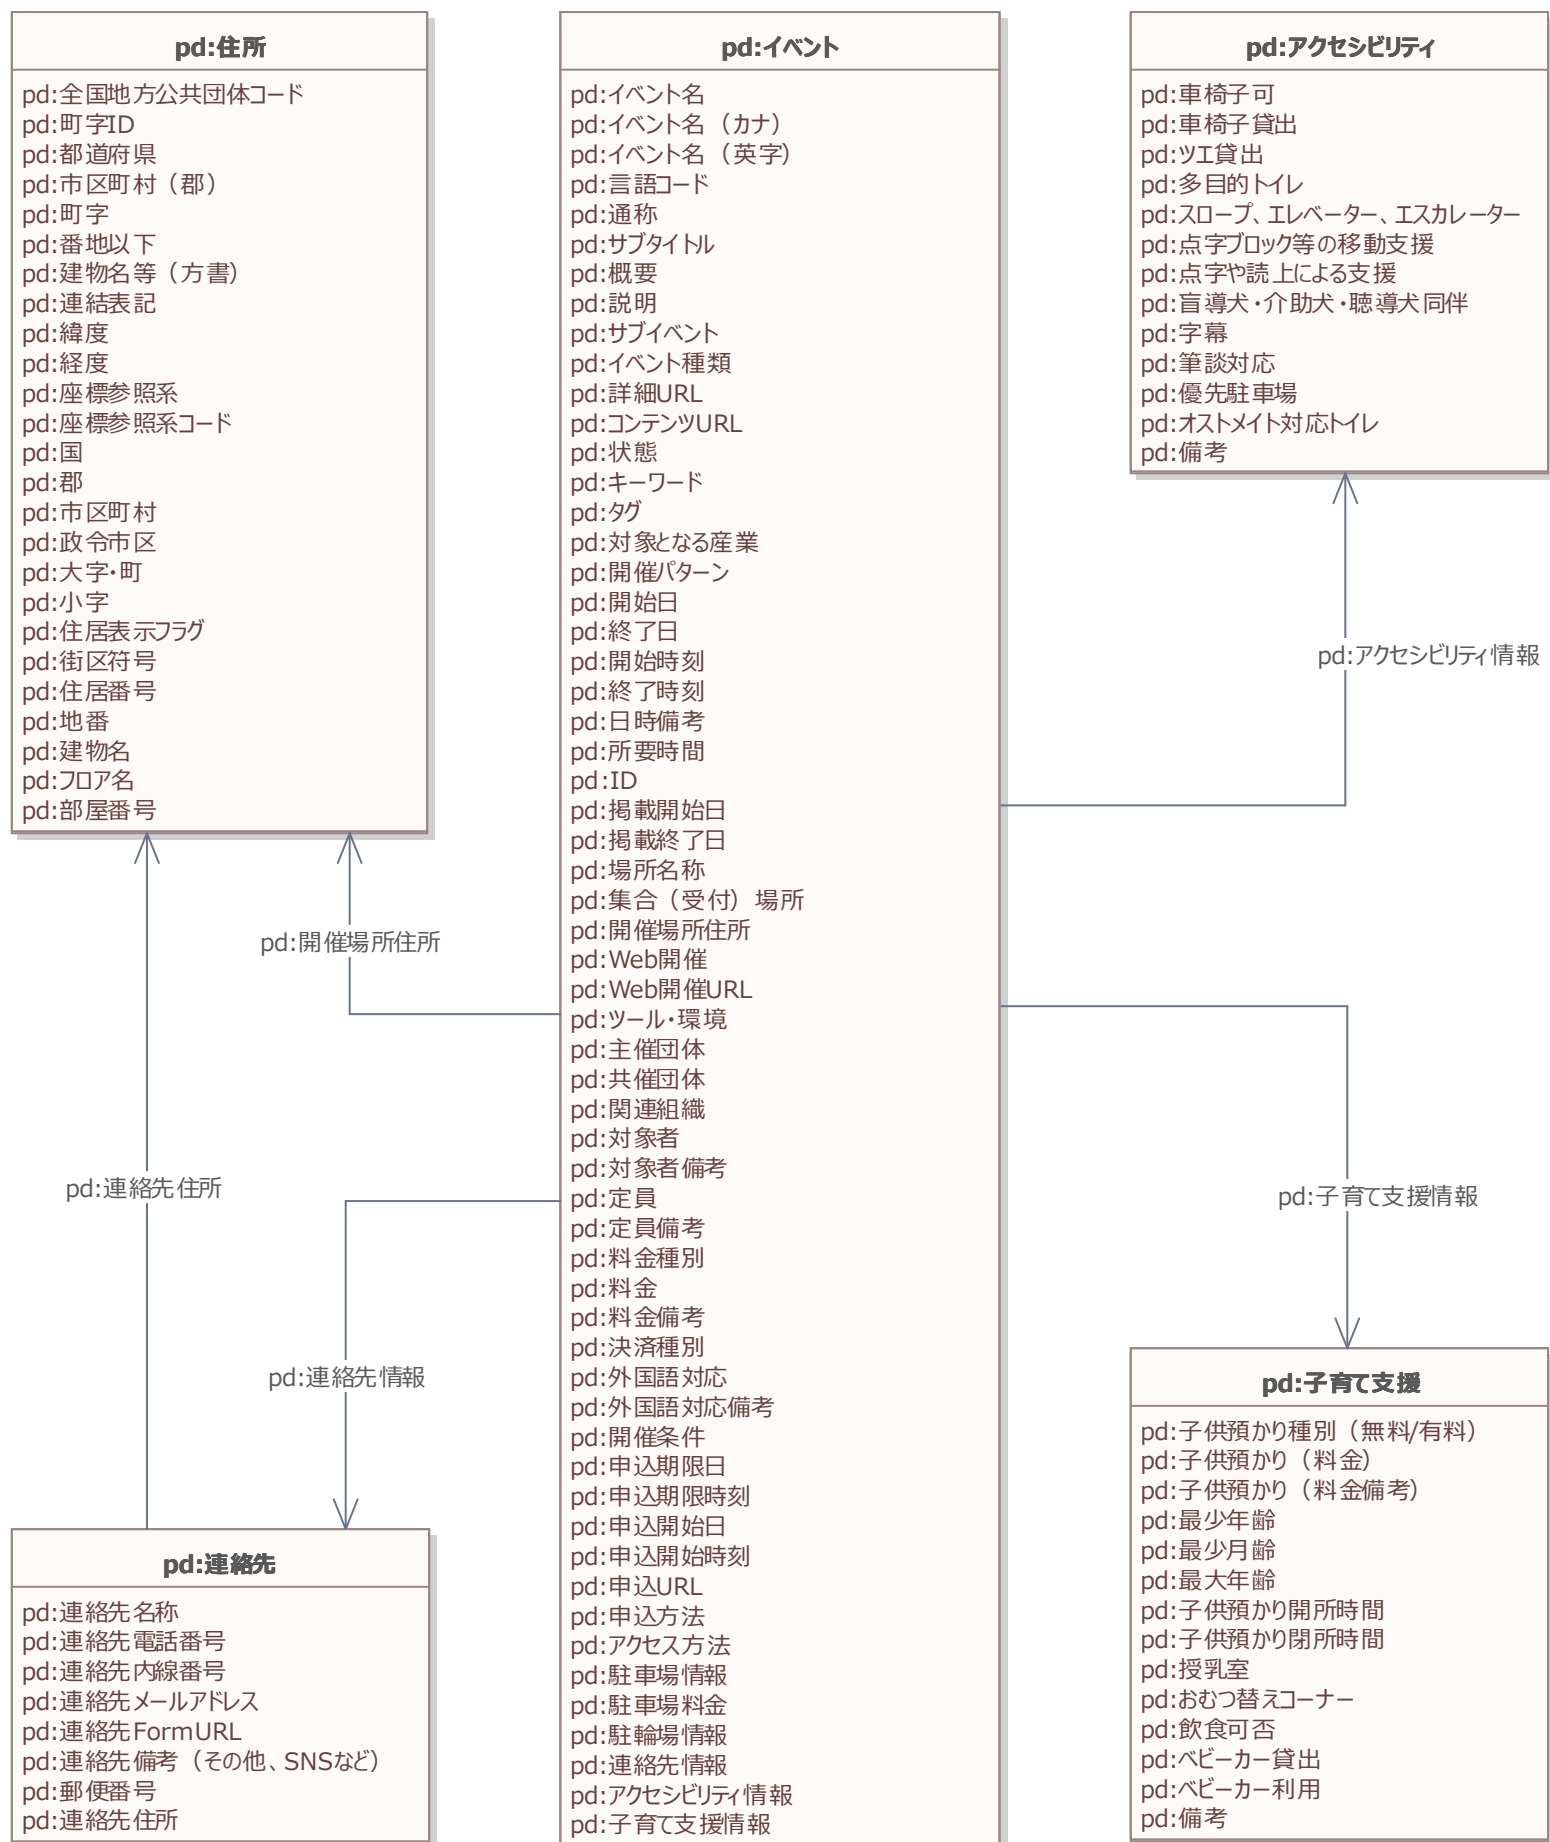 pd:住所
pd:全国地方公共団体コード
pd:町字ID
pd:都道府県
pd:市区町村（郡）
pd:町字
pd:番地以下
pd:建物名等（方書）
pd:連結表記
pd:緯度
pd:経度
pd:座標参照系
pd:座標参照系コード
pd:国
pd:郡
pd:市区町村
pd:政令市区
pd:大字・町
pd:小字
pd:住居表示フラグ
pd:街区符号
pd:住居番号
pd:地番
pd:建物名
pd:フロア名
pd:部屋番号
pd:開催場所住所
pd:連絡先住所
pd:連絡先情報
pd:連絡先
pd:連絡先名称
pd:連絡先電話番号
pd:連絡先内線番号
pd:連絡先メールアドレス
pd:連絡先FormURL
pd:連絡先備考（その他、SNSなど）
pd:郵便番号
pd:連絡先住所
pd:イベント
pd:イベント名
pd:イベント名（カナ）
pd:イベント名（英字）
pd:言語コード
pd:通称
pd:サブタイトル
pd:概要
pd:説明
pd:サブイベント
pd:イベント種類
pd:詳細URL
pd:コンテンツURL
pd:状態
pd:キーワード
pd:タグ
pd:対象となる産業
pd:開催パターン
pd:開始日
pd:終了日
pd:開始時刻
pd:終了時刻
pd:日時備考
pd:所要時間
pd:ID
pd:掲載開始日
pd:掲載終了日
pd:場所名称
pd:集合（受付）場所
pd:開催場所住所
pd:Web開催
pd:Web開催URL
pd:ツール・環境
pd:主催団体
pd:共催団体
pd:関連組織
pd:対象者
pd:対象者備考
pd:定員
pd:定員備考
pd:料金種別
pd:料金
pd:料金備考
pd:決済種別
pd:外国語対応
pd:外国語対応備考
pd:開催条件
pd:申込期限日
pd:申込期限時刻
pd:申込開始日
pd:申込開始時刻
pd:申込URL
pd:申込方法
pd:アクセス方法
pd:駐車場情報
pd:駐車場料金
pd:駐輪場情報
pd:連絡先情報
pd:アクセシビリティ情報
pd:子育て支援情報
pd:アクセシビリティ
pd:車椅子可
pd:車椅子貸出
pd:ツエ貸出
pd:多目的トイレ
pd:スロープ、エレベーター、エスカレーター
pd:点字ブロック等の移動支援
pd:点字や読上による支援
pd:盲導犬・介助犬・聴導犬同伴
pd:字幕
pd:筆談対応
pd:優先駐車場
pd:オストメイト対応トイレ
pd:備考
pd:アクセシビリティ情報
pd:子育て支援情報
pd:子育て支援
pd:子供預かり種別（無料/有料）
pd:子供預かり（料金）
pd:子供預かり（料金備考）
pd:最少年齢
pd:最少月齢
pd:最大年齢
pd:子供預かり開所時間
pd:子供預かり閉所時間
pd:授乳室
pd:おむつ替えコーナー
pd:飲食可否
pd:ベビーカー貸出
pd:ベビーカー利用
pd:備考